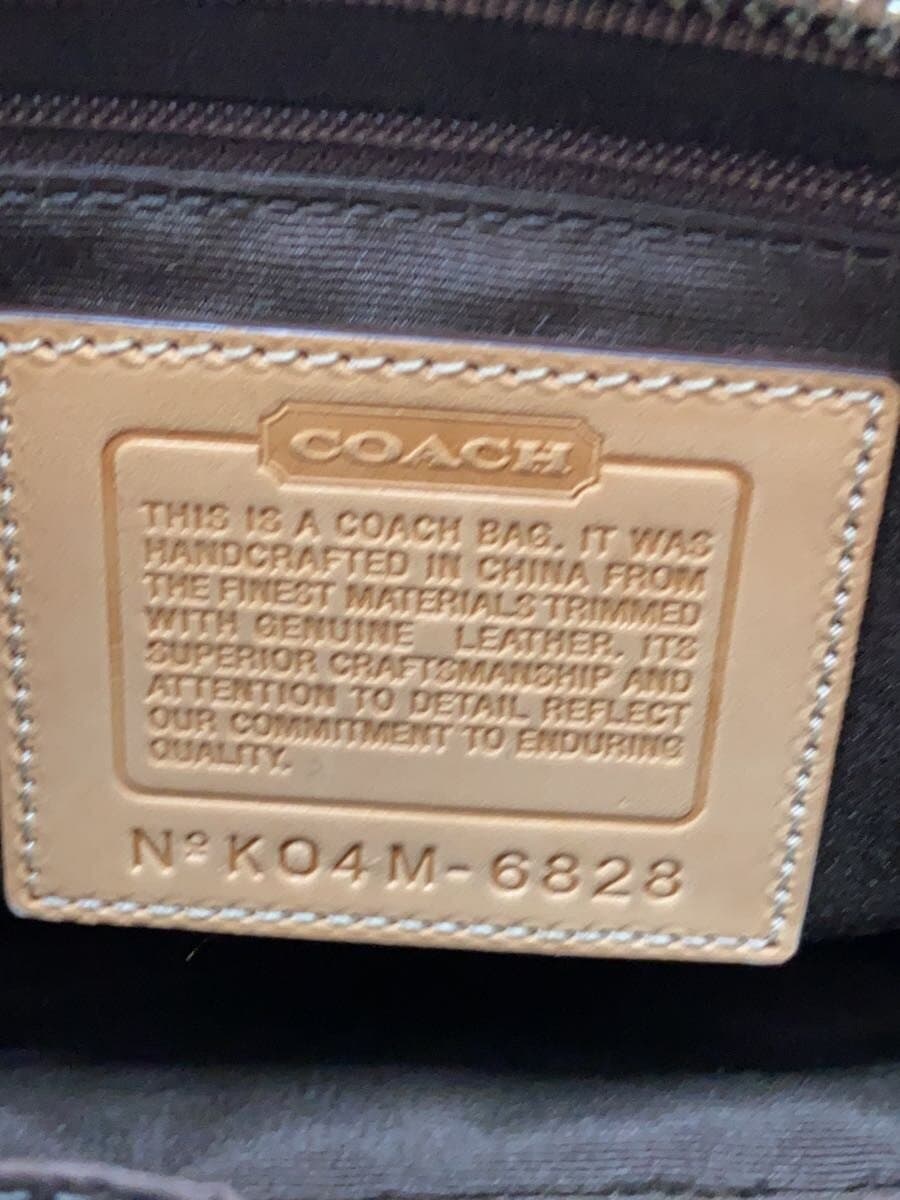 COACH
THIS IS A COACH BAG. IT WAS
HANDCRAFTED IN CHINA FROM
THE FINEST MATERIALS TRIMMED
WITH GENUINE LEATHER. ITS
SUPERIOR CRAFTSMANSHIP AND
ATTENTION TO DETAIL REFLECT
OUR COMMITMENT TO ENDURING
QUALITY.
Nº KO4M-6828